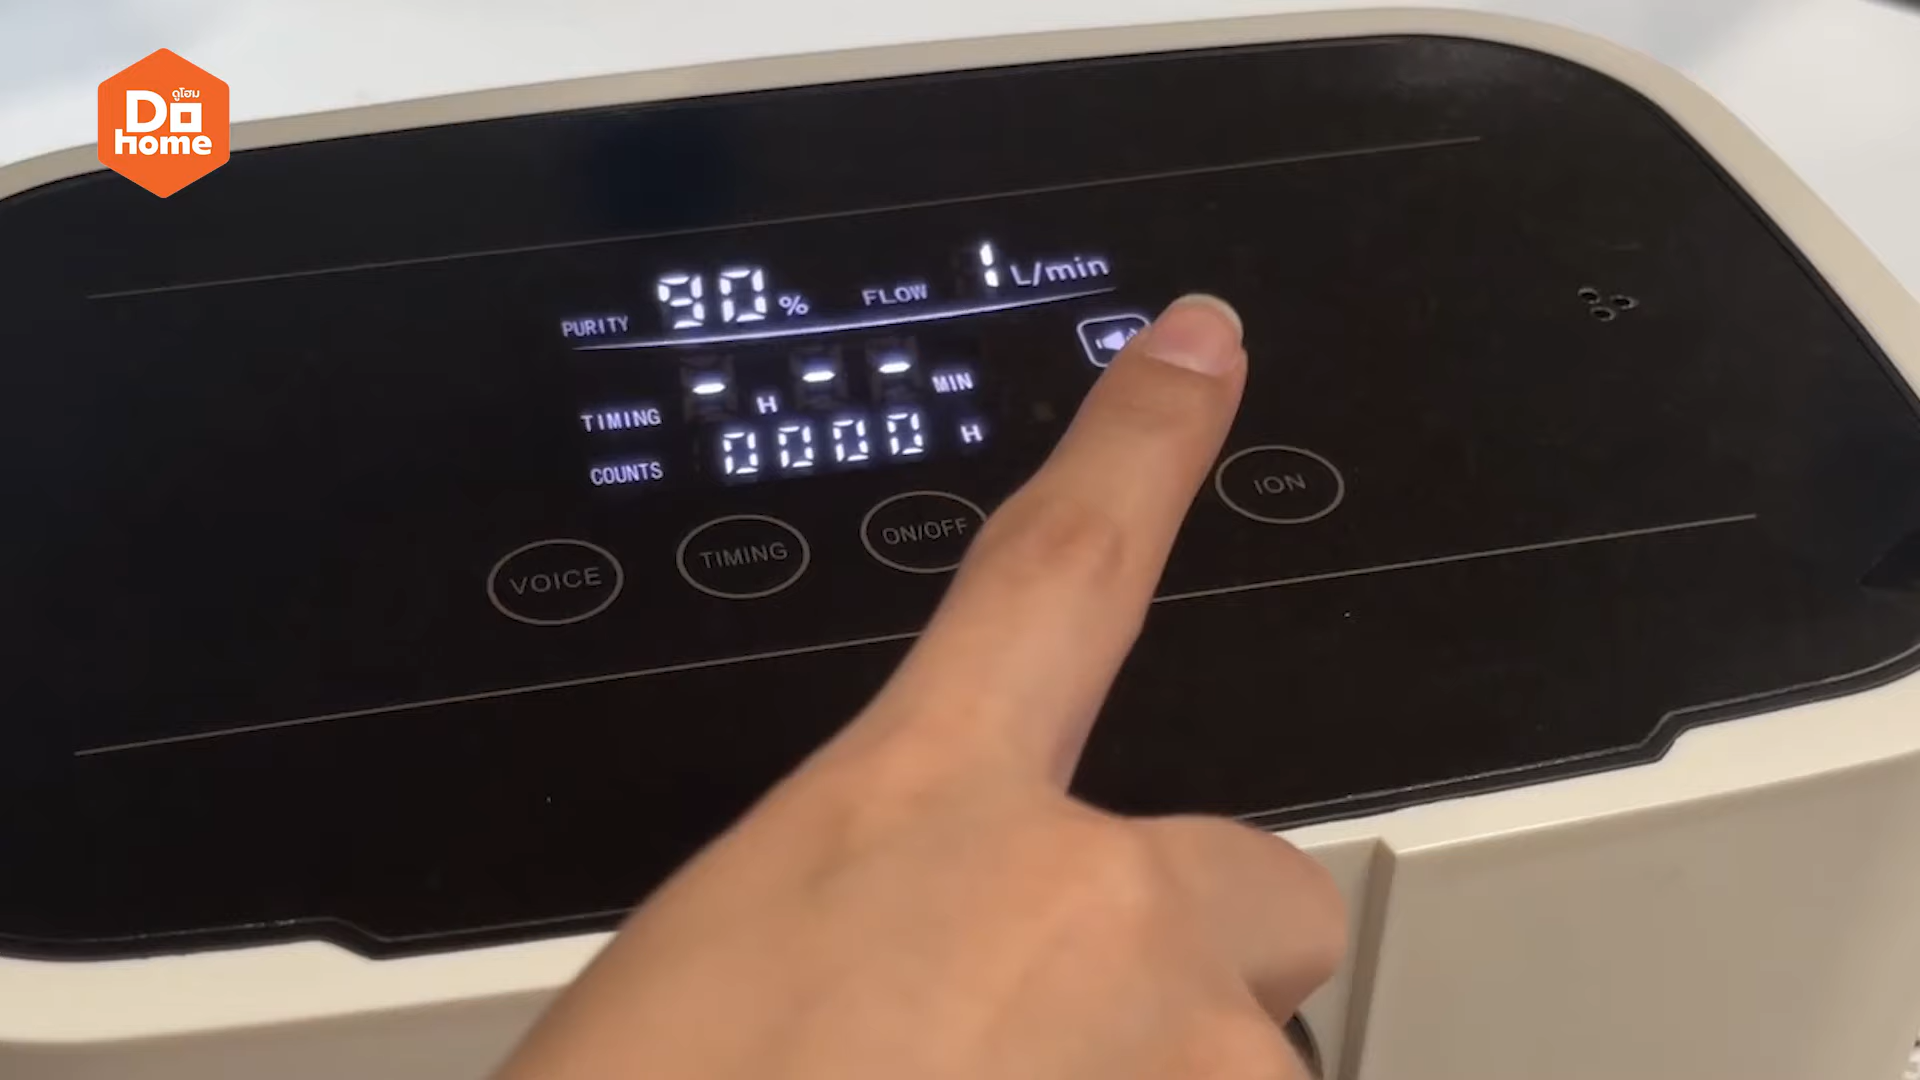 ดูโฮม
Do
home
PURITY 90 % FLOW 1 L/min
TIMING - H - - MIN
COUNTS 0000 H
VOICE TIMING ON/OFF ION